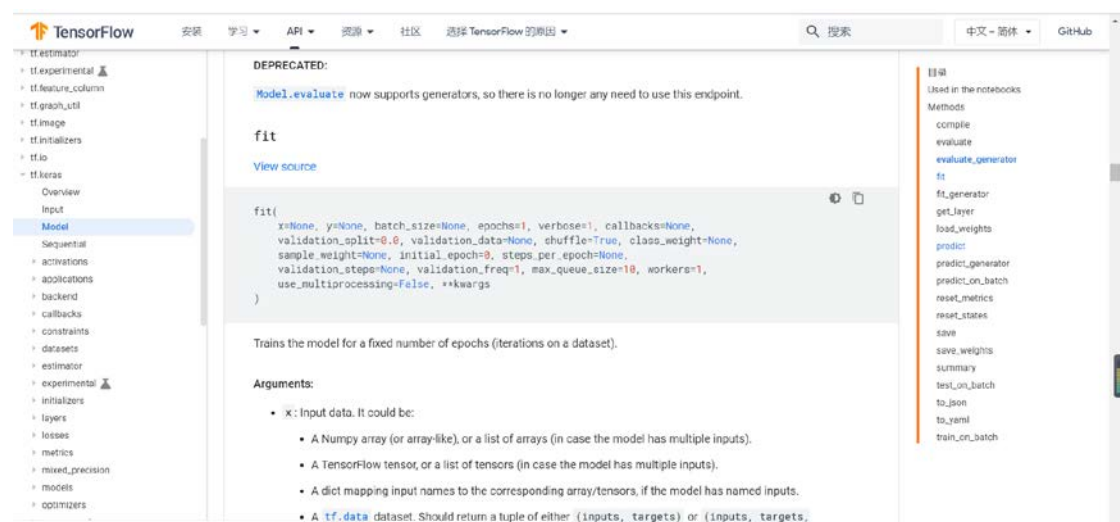 TensorFlow
安装
学习
API
资源
社区
选择 TensorFlow 的原因
搜索
中文 – 简体
GitHub
tf.estimator
tf.experimental
tf.feature_column
tf.graph_util
tf.image
tf.initializers
tf.io
tf.keras
Overview
Input
Model
Sequential
activations
applications
backend
callbacks
constraints
datasets
estimator
experimental
initializers
layers
losses
metrics
mixed_precision
models
optimizers
DEPRECATED:
Model.evaluate now supports generators, so there is no longer any need to use this endpoint.
fit
View source
fit(
x=None, y=None, batch_size=None, epochs=1, verbose=1, callbacks=None,
validation_split=0.0, validation_data=None, shuffle=True, class_weight=None,
sample_weight=None, initial_epoch=0, steps_per_epoch=None,
validation_steps=None, validation_freq=1, max_queue_size=10, workers=1,
use_multiprocessing=False, **kwargs
)
Trains the model for a fixed number of epochs (iterations on a dataset).
Arguments:
• x : Input data. It could be:
• A Numpy array (or array-like), or a list of arrays (in case the model has multiple inputs).
• A TensorFlow tensor, or a list of tensors (in case the model has multiple inputs).
• A dict mapping input names to the corresponding array/tensors, if the model has named inputs.
• A tf.data dataset. Should return a tuple of either (inputs, targets) or (inputs, targets,
目录
Used in the notebooks
Methods
compile
evaluate
evaluate_generator
fit
fit_generator
get_layer
load_weights
predict
predict_generator
predict_on_batch
reset_metrics
reset_states
save
save_weights
summary
test_on_batch
to_json
to_yaml
train_on_batch